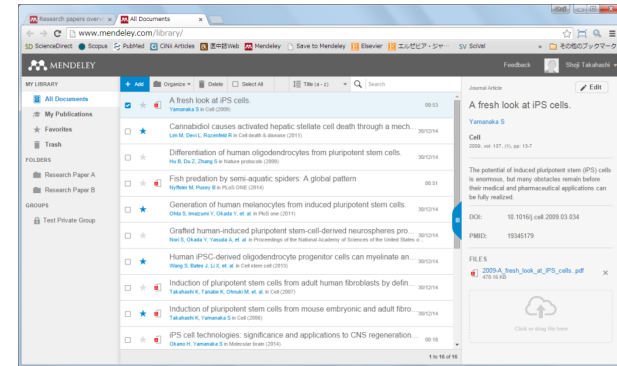 Research papers overv
All Documents
www.mendeley.com/library/
ScienceDirect Scopus PubMed CiNii Articles 医中誌Web Mendeley Save to Mendeley Elsevier エルゼビア・ジャ… SciVal » その他のブックマーク
MENDELEY
Feedback Shoji Takahashi
MY LIBRARY
All Documents
My Publications
Favorites
Trash
FOLDERS
Research Paper A
Research Paper B
GROUPS
Test Private Group
+ Add Organize Delete Select All Title (a - z) Search
A fresh look at iPS cells.
Yamanaka S in Cell (2009)
00:53
Cannabidiol causes activated hepatic stellate cell death through a mech...
Lim M, Devi L, Rozenfeld R in Cell death & disease (2011)
30/12/14
Differentiation of human oligodendrocytes from pluripotent stem cells.
Hu B, Du Z, Zhang S in Nature protocols (2009)
30/12/14
Fish predation by semi-aquatic spiders: A global pattern
Nyffeler M, Pusey B in PLoS ONE (2014)
00:51
Generation of human melanocytes from induced pluripotent stem cells.
Ohta S, Imaizumi Y, Okada Y, et. al. in PloS one (2011)
30/12/14
Grafted human-induced pluripotent stem-cell-derived neurospheres pro...
Nori S, Okada Y, Yasuda A, et. al. in Proceedings of the National Academy of Sciences of the United States o...
30/12/14
Human iPSC-derived oligodendrocyte progenitor cells can myelinate an...
Wang S, Bates J, Li X, et. al. in Cell stem cell (2013)
30/12/14
Induction of pluripotent stem cells from adult human fibroblasts by defin...
Takahashi K, Tanabe K, Ohnuki M, et. al. in Cell (2007)
30/12/14
Induction of pluripotent stem cells from mouse embryonic and adult fibro...
Takahashi K, Yamanaka S in Cell (2006)
30/12/14
iPS cell technologies: significance and applications to CNS regeneration...
Okano H, Yamanaka S in Molecular brain (2014)
00:18
1 to 16 of 16
Journal Article
Edit
A fresh look at iPS cells.
Yamanaka S
Cell
2009, vol. 137, (1), pp. 13-7
The potential of induced pluripotent stem (iPS) cells
is enormous, but many obstacles remain before
their medical and pharmaceutical applications can
be fully realized.
DOI: 10.1016/j.cell.2009.03.034
PMID: 19345179
FILES
2009-A_fresh_look_at_iPS_cells..pdf
478.16 KB
Click or drag file here